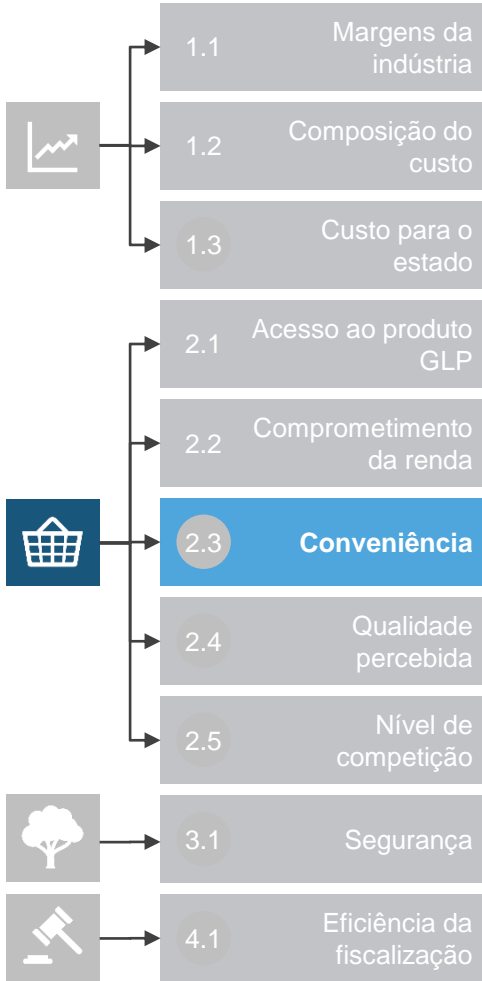 1.1
Margens da
indústria
1.2
Composição do
custo
1.3
Custo para o
estado
2.1
Acesso ao produto
GLP
2.2
Comprometimento
da renda
2.3
Conveniência
2.4
Qualidade
percebida
2.5
Nível de
competição
3.1
Segurança
4.1
Eficiência da
fiscalização